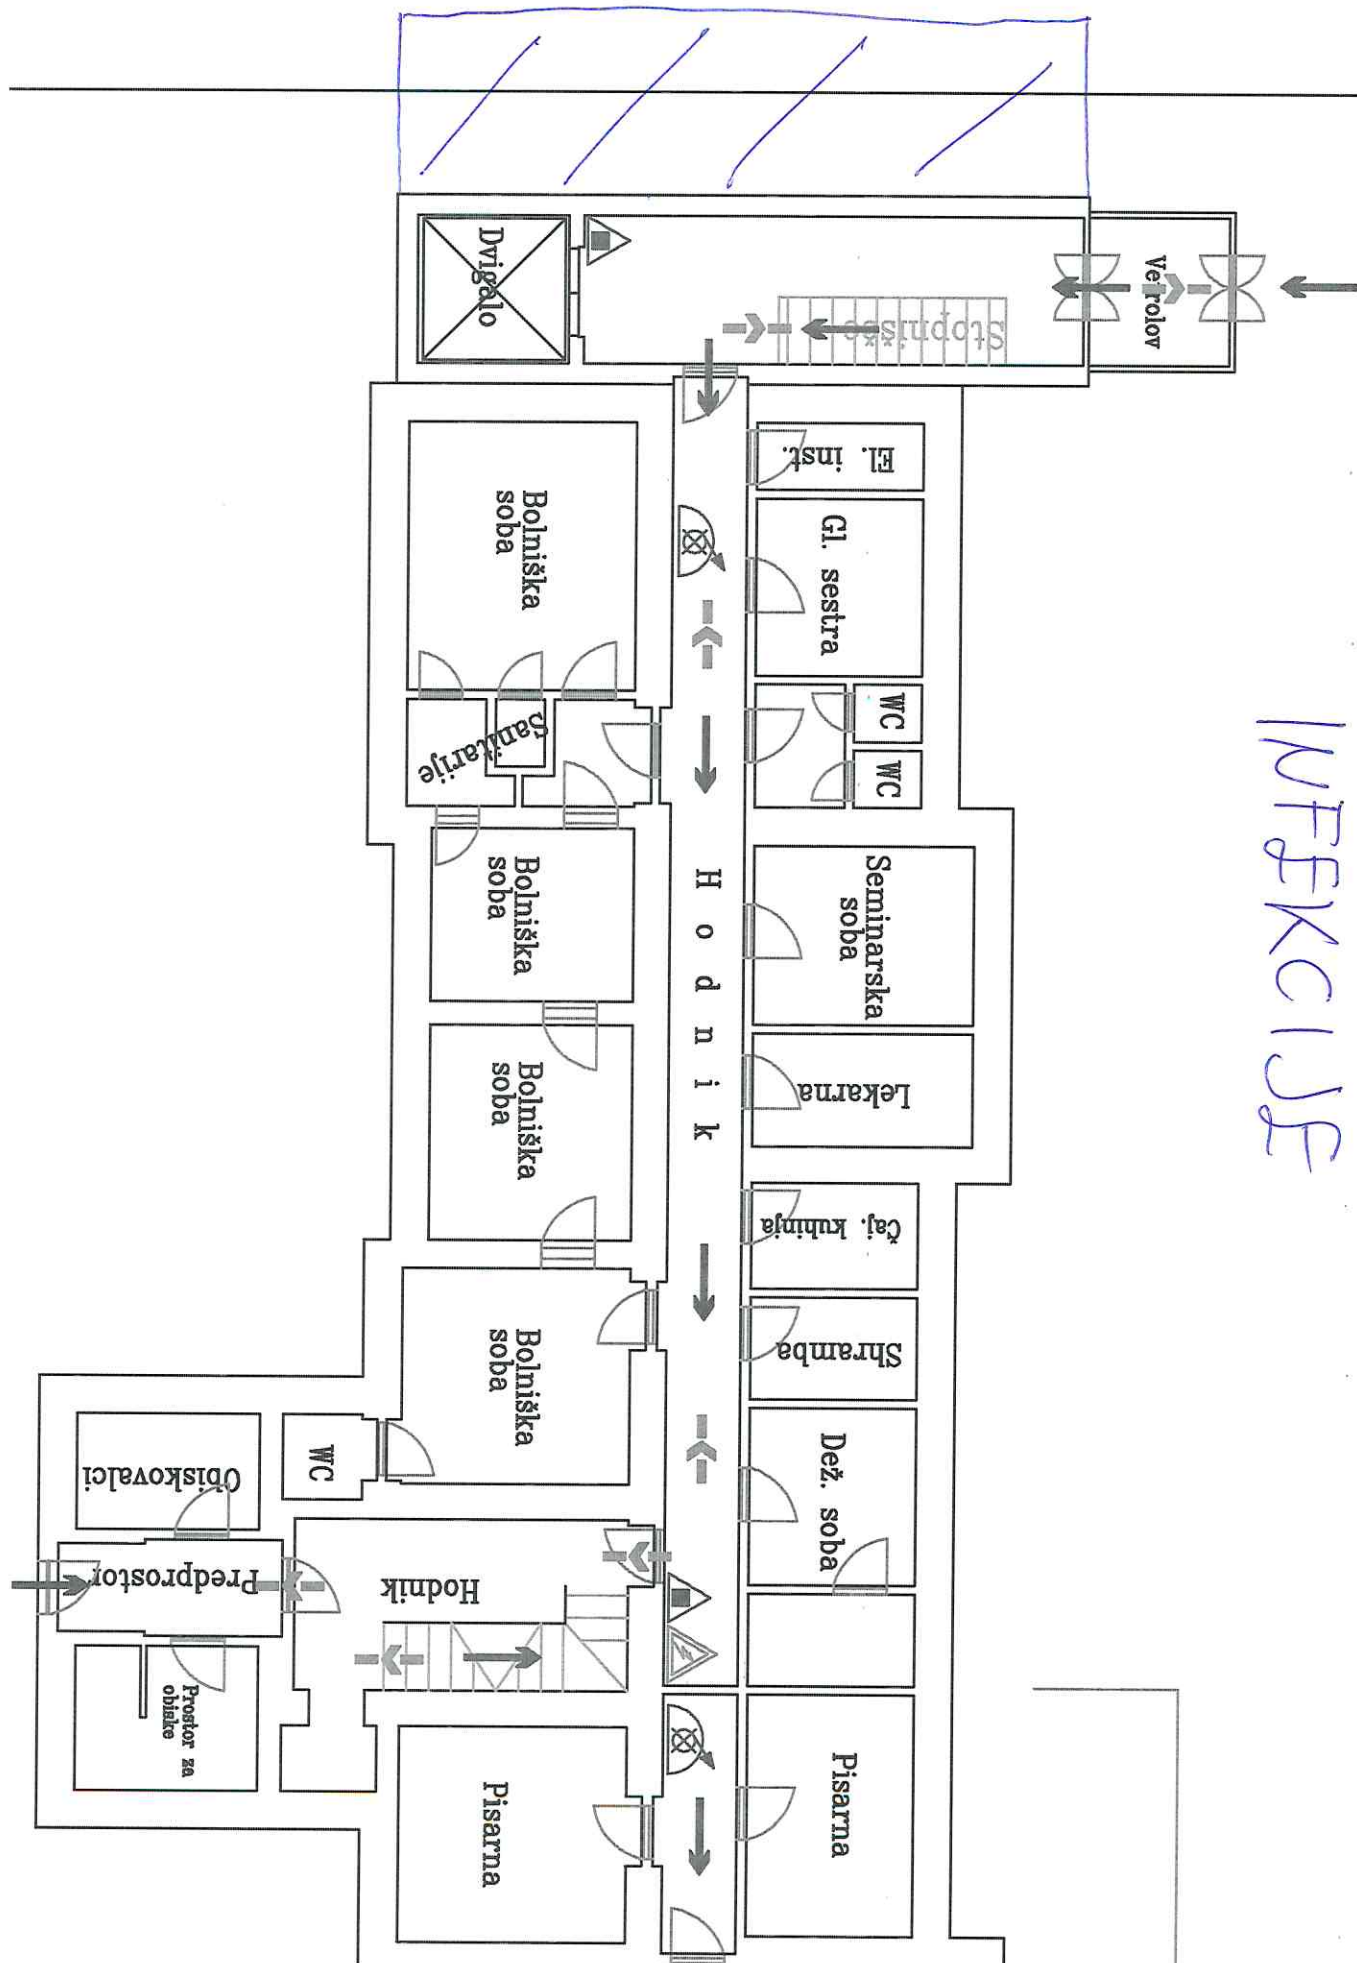 INFEKCIJE
Vetrolov
Stopnišče
Dvigalo
El. inst.
Gl. sestra
WC
WC
Seminarska
soba
Lekarna
Čaj. kuhinja
Shramba
Dež. soba
Pisarna
Hodnik
Bolniška
soba
Sanitarije
Bolniška
soba
Bolniška
soba
Bolniška
soba
WC
Hodnik
Pisarna
Obiskovalci
Predprostor
Prostor za
obiske